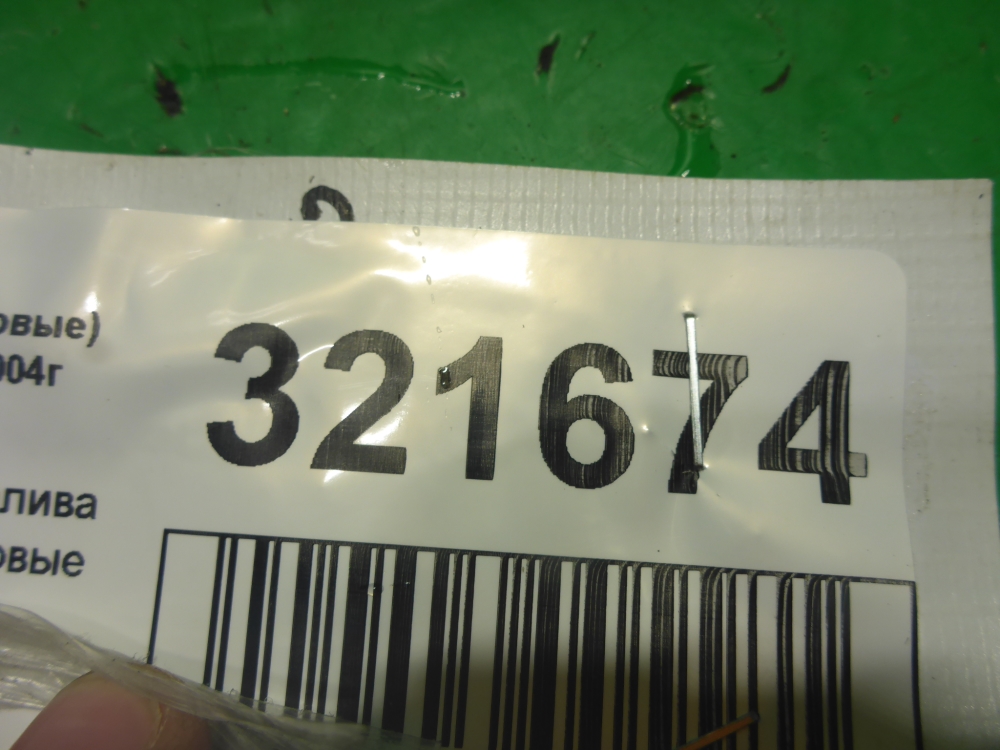 овые)
004г
321674
лива
овые